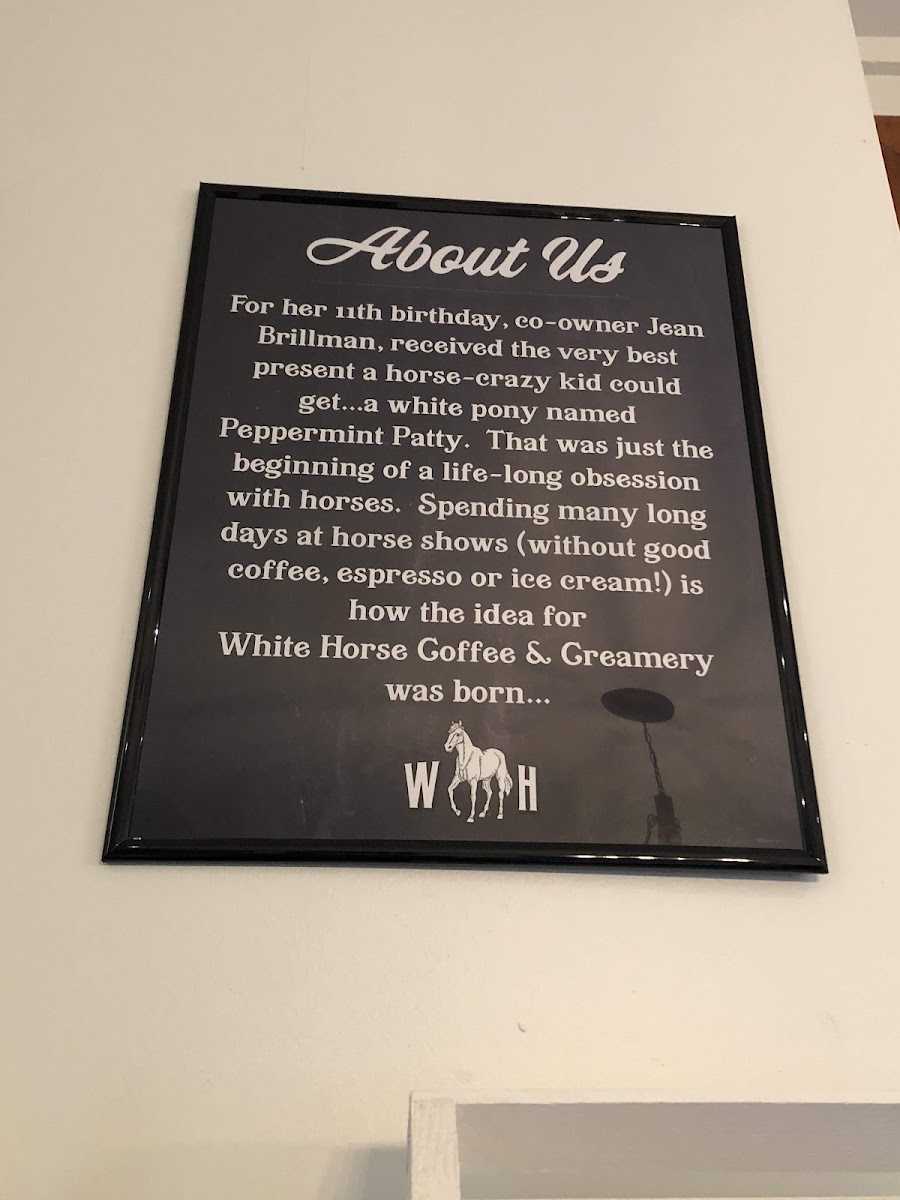 About Us
For her 11th birthday, co-owner Jean
Brillman, received the very best
present a horse-crazy kid could
get...a white pony named
Peppermint Patty. That was just the
beginning of a life-long obsession
with horses. Spending many long
days at horse shows (without good
coffee, espresso or ice cream!) is
how the idea for
White Horse Coffee & Creamery
was born...
W H